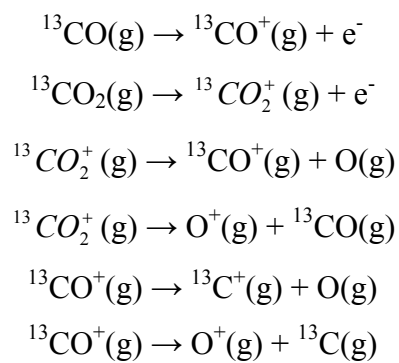 ¹³CO(g) → ¹³CO⁺(g) + e⁻
¹³CO₂(g) → ¹³CO₂⁺ (g) + e⁻
¹³CO₂⁺ (g) → ¹³CO⁺(g) + O(g)
¹³CO₂⁺ (g) → O⁺(g) + ¹³CO(g)
¹³CO⁺(g) → ¹³C⁺(g) + O(g)
¹³CO⁺(g) → O⁺(g) + ¹³C(g)